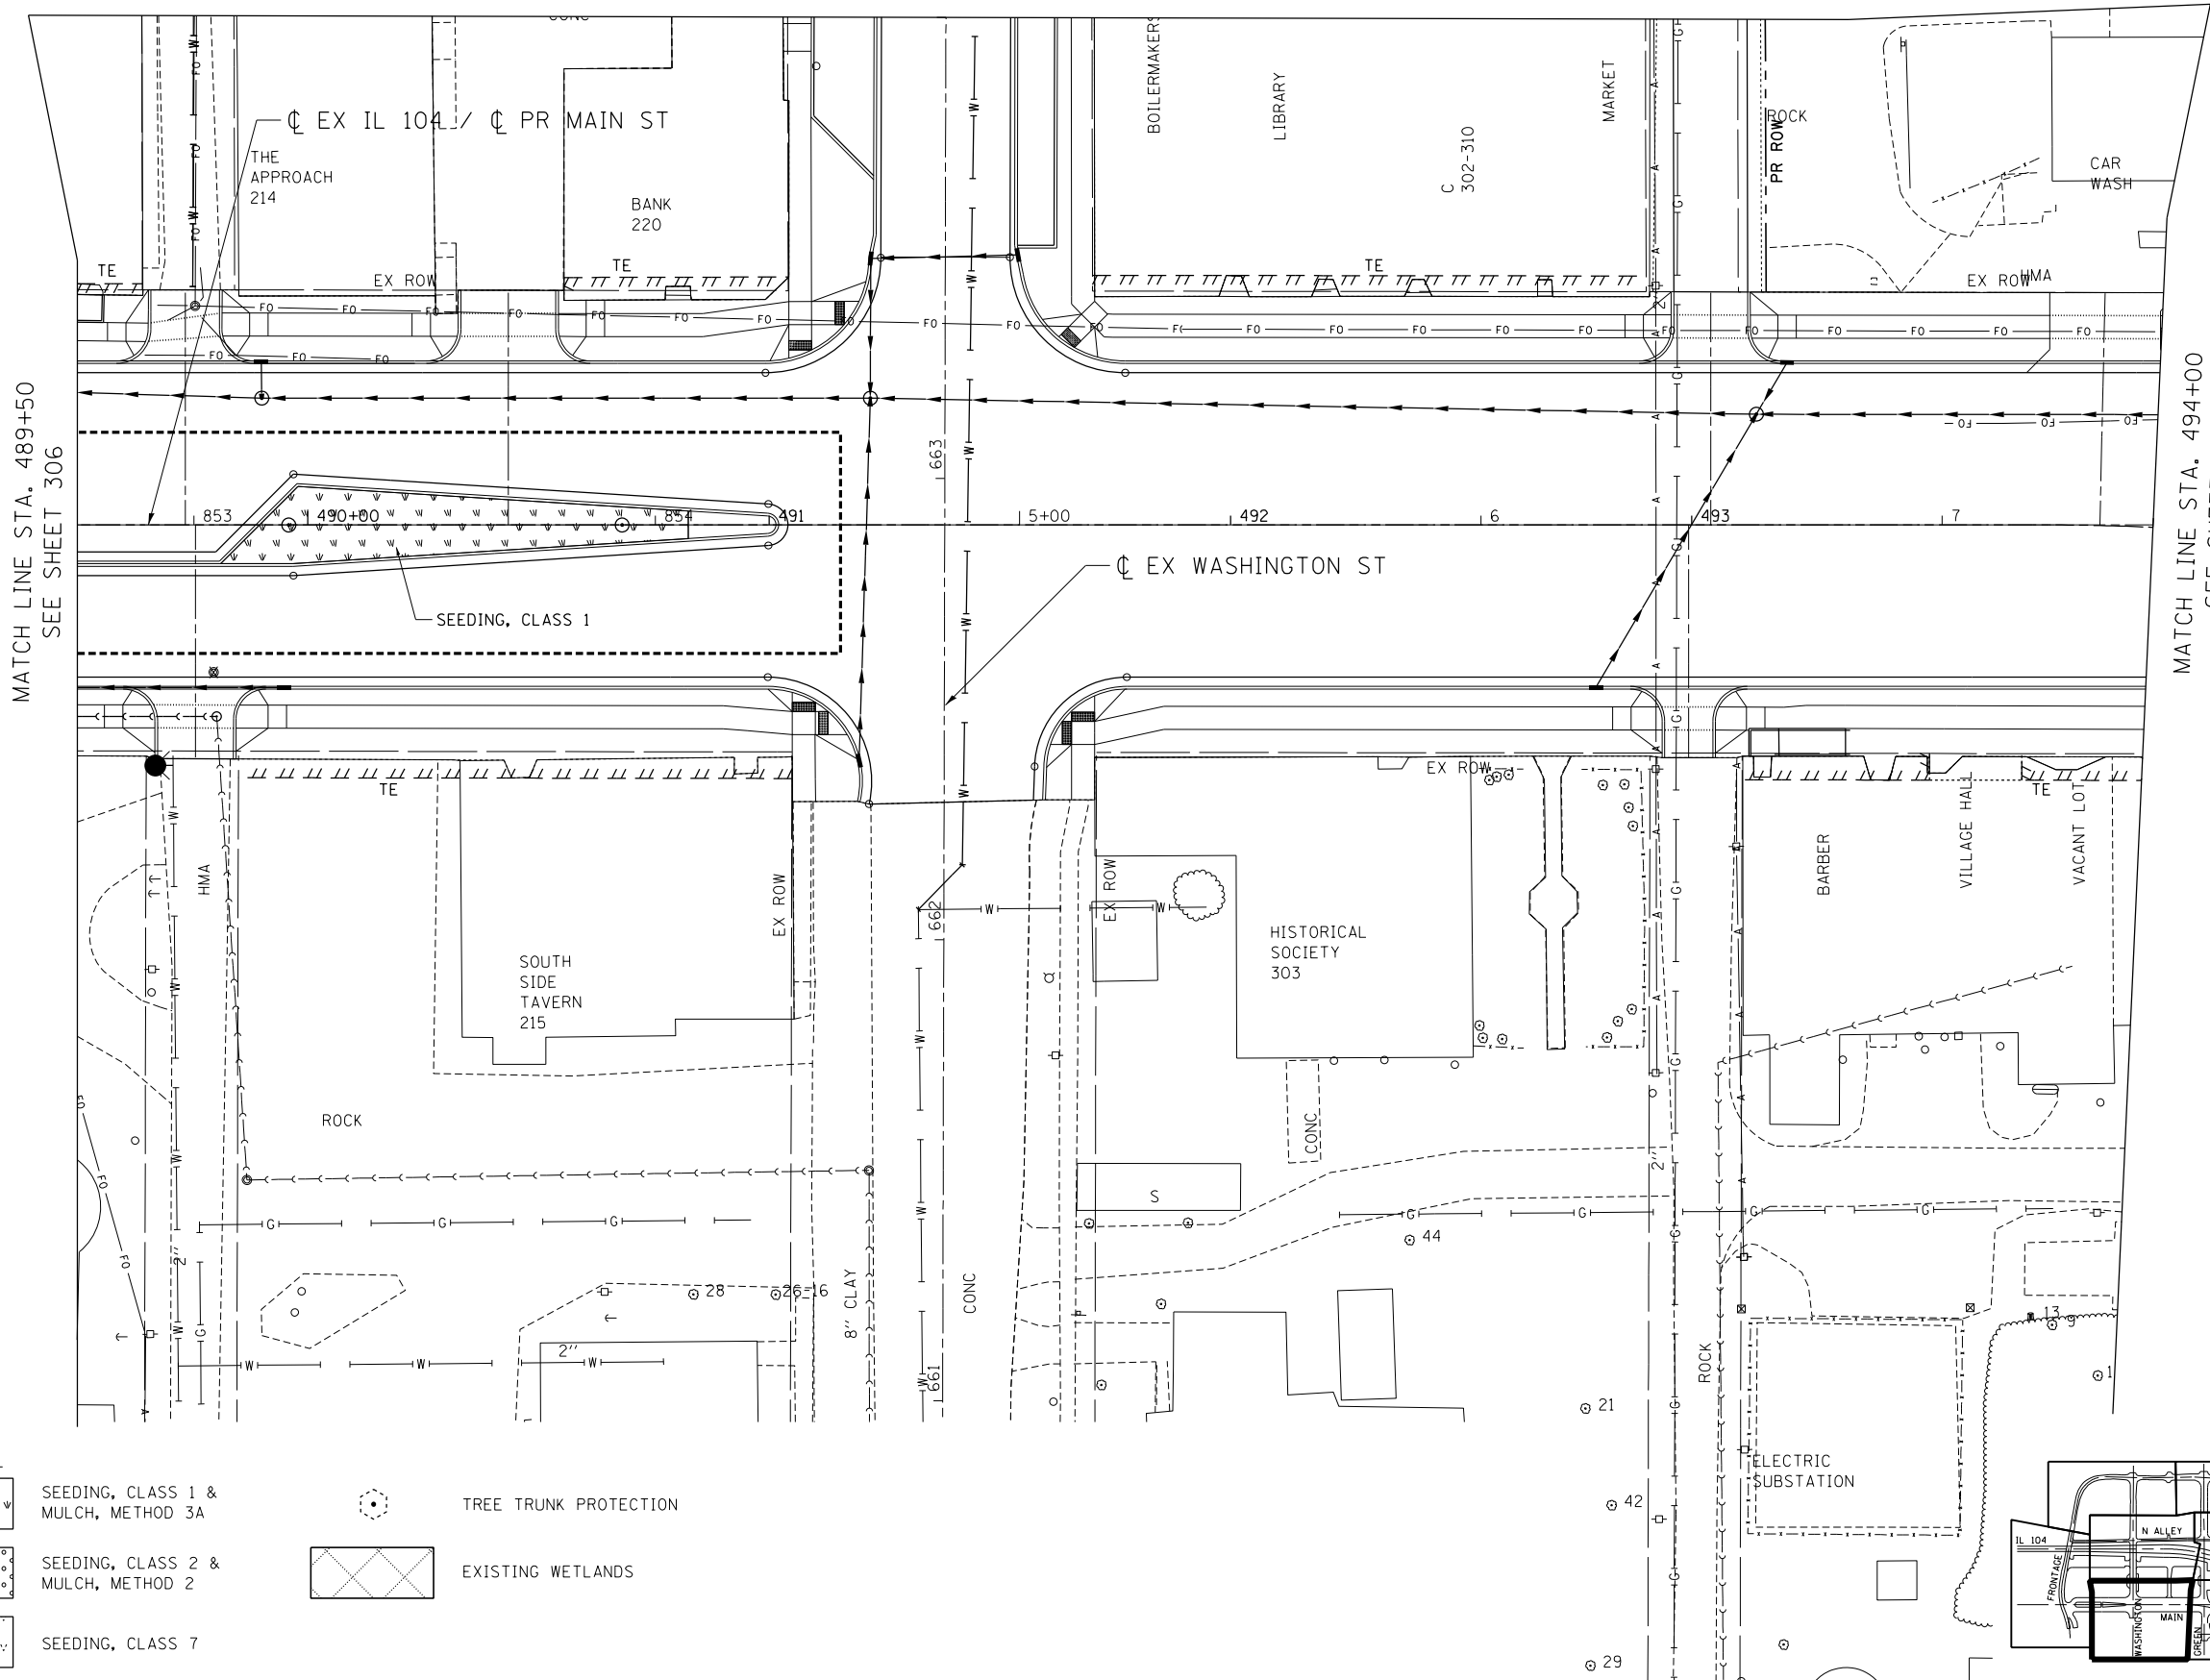 BOILERMAKERS
LIBRARY
MARKET
C
302-310
ROCK
PR ROW
CAR
WASH
℄ EX IL 104 / ℄ PR MAIN ST
THE
APPROACH
214
BANK
220
TE
EX ROW
TE
TE
EX ROW
HMA
2"
MATCH LINE STA. 489+50
SEE SHEET 306
663
853
490+00
854
491
5+00
492
6
493
7
℄ EX WASHINGTON ST
SEEDING, CLASS 1
MATCH LINE STA. 494+00
TE
EX ROW
TE
HMA
EX ROW
EX ROW
662
BARBER
VILLAGE HALL
VACANT LOT
SOUTH
SIDE
TAVERN
215
HISTORICAL
SOCIETY
303
ROCK
CONC
2"
S
44
2"
28
26-16
8" CLAY
CONC
13
9
2"
661
1
21
ROCK
ELECTRIC
SUBSTATION
42
29
SEEDING, CLASS 1 &
MULCH, METHOD 3A
TREE TRUNK PROTECTION
SEEDING, CLASS 2 &
MULCH, METHOD 2
EXISTING WETLANDS
SEEDING, CLASS 7
N ALLEY
IL 104
FRONTAGE
WASHINGTON
MAIN
GREEN